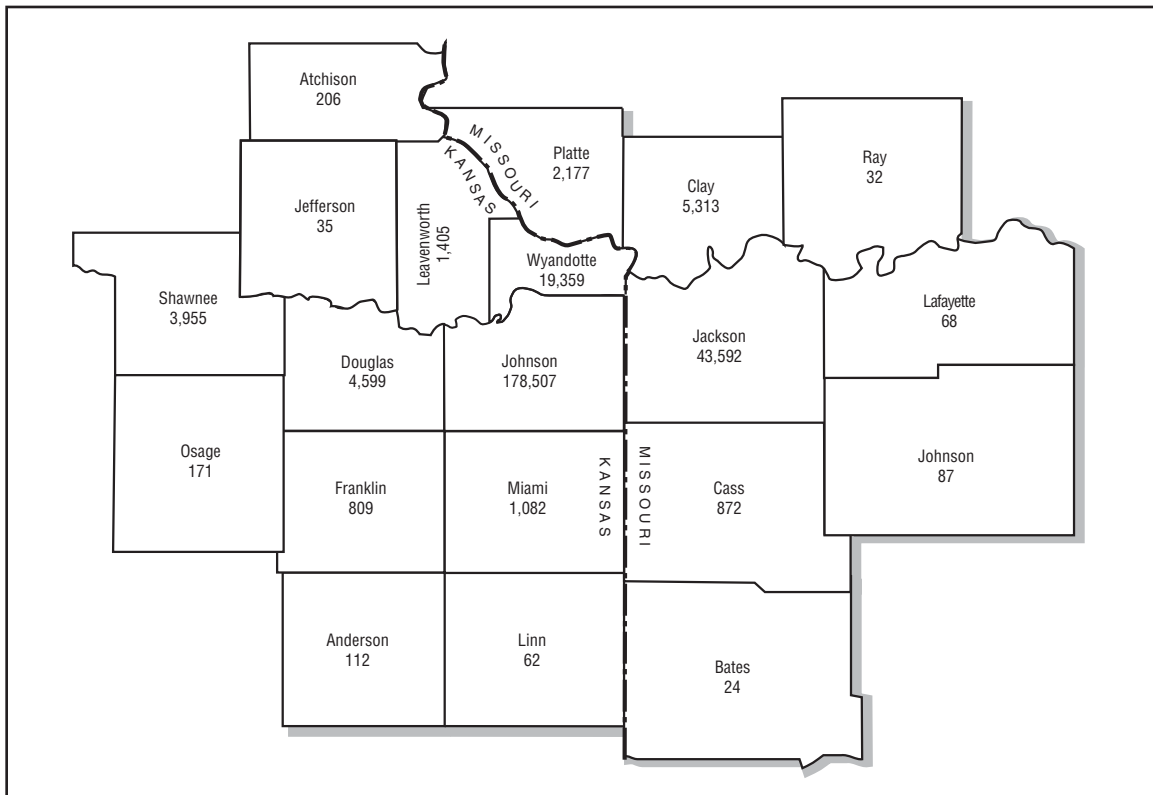 Atchison
206
MISSOURI
KANSAS
Platte
2,177
Clay
5,313
Ray
32
Jefferson
35
Leavenworth
1,405
Wyandotte
19,359
Shawnee
3,955
Douglas
4,599
Johnson
178,507
Jackson
43,592
Lafayette
68
Osage
171
Franklin
809
Miami
1,082
KANSAS
MISSOURI
Cass
872
Johnson
87
Anderson
112
Linn
62
Bates
24